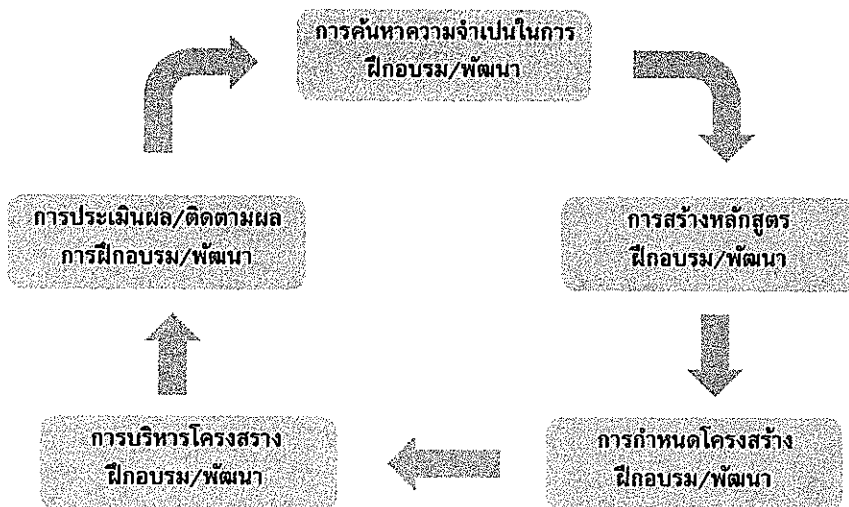 การค้นหาความจำเป็นในการ
ฝึกอบรม/พัฒนา
การสร้างหลักสูตร
ฝึกอบรม/พัฒนา
การกำหนดโครงสร้าง
ฝึกอบรม/พัฒนา
การบริหารโครงสราง
ฝึกอบรม/พัฒนา
การประเมินผล/ติดตามผล
การฝึกอบรม/พัฒนา